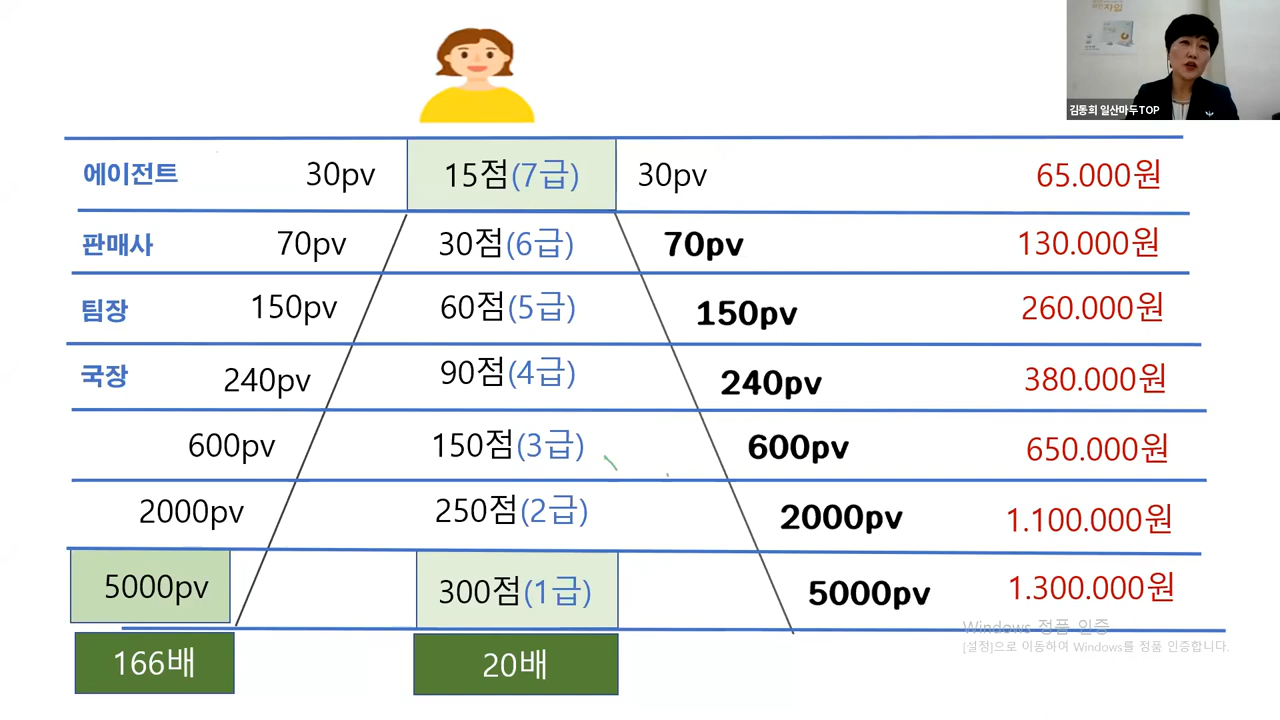 자임
김동희 일산마두TOP
에이전트 30pv 15점(7급) 30pv 65.000원
판매사 70pv 30점(6급) 70pv 130.000원
팀장 150pv 60점(5급) 150pv 260.000원
국장 240pv 90점(4급) 240pv 380.000원
600pv 150점(3급) 600pv 650.000원
2000pv 250점(2급) 2000pv 1.100.000원
5000pv 300점(1급) 5000pv 1.300.000원
Windows 정품 인증
[설정]으로 이동하여 Windows를 정품 인증합니다.
166배 20배